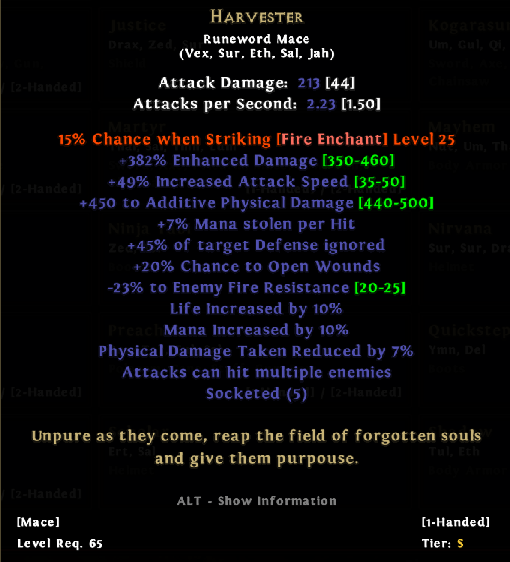 HARVESTER
Runeword Mace
(Vex, Sur, Eth, Sal, Jah)
Attack Damage: 213 [44]
Attacks per Second: 2.23 [1.50]
15% Chance when Striking [Fire Enchant] Level 25
+382% Enhanced Damage [350-460]
+49% Increased Attack Speed [35-50]
+450 to Additive Physical Damage [440-500]
+7% Mana stolen per Hit
+45% of target Defense ignored
+20% Chance to Open Wounds
-23% to Enemy Fire Resistance [20-25]
Life Increased by 10%
Mana Increased by 10%
Physical Damage Taken Reduced by 7%
Attacks can hit multiple enemies
Socketed (5)
Unpure as they come, reap the field of forgotten souls
and give them purpouse.
ALT - Show Information
[Mace] [1-Handed]
Level Req. 65 Tier: S